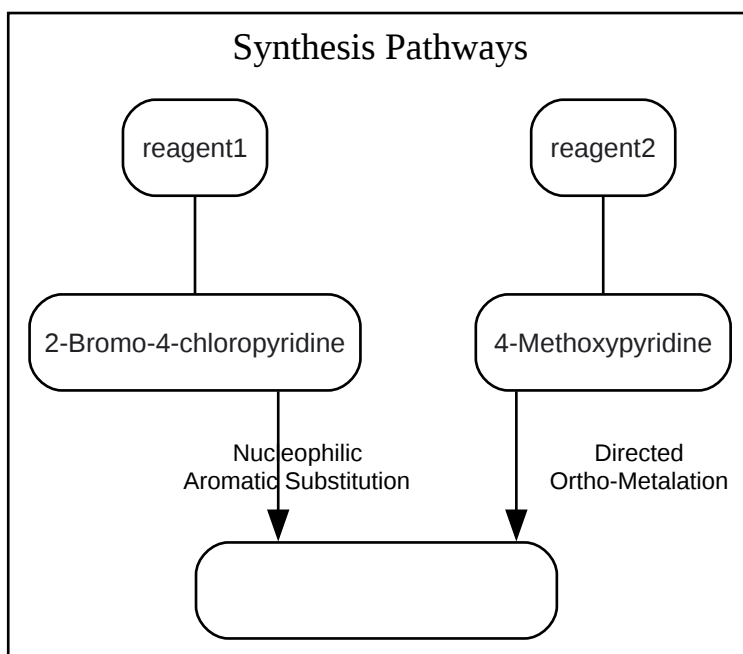 Synthesis Pathways
reagent1
reagent2
2-Bromo-4-chloropyridine
4-Methoxypyridine
Nucleophilic
Aromatic Substitution
Directed
Ortho-Metalation